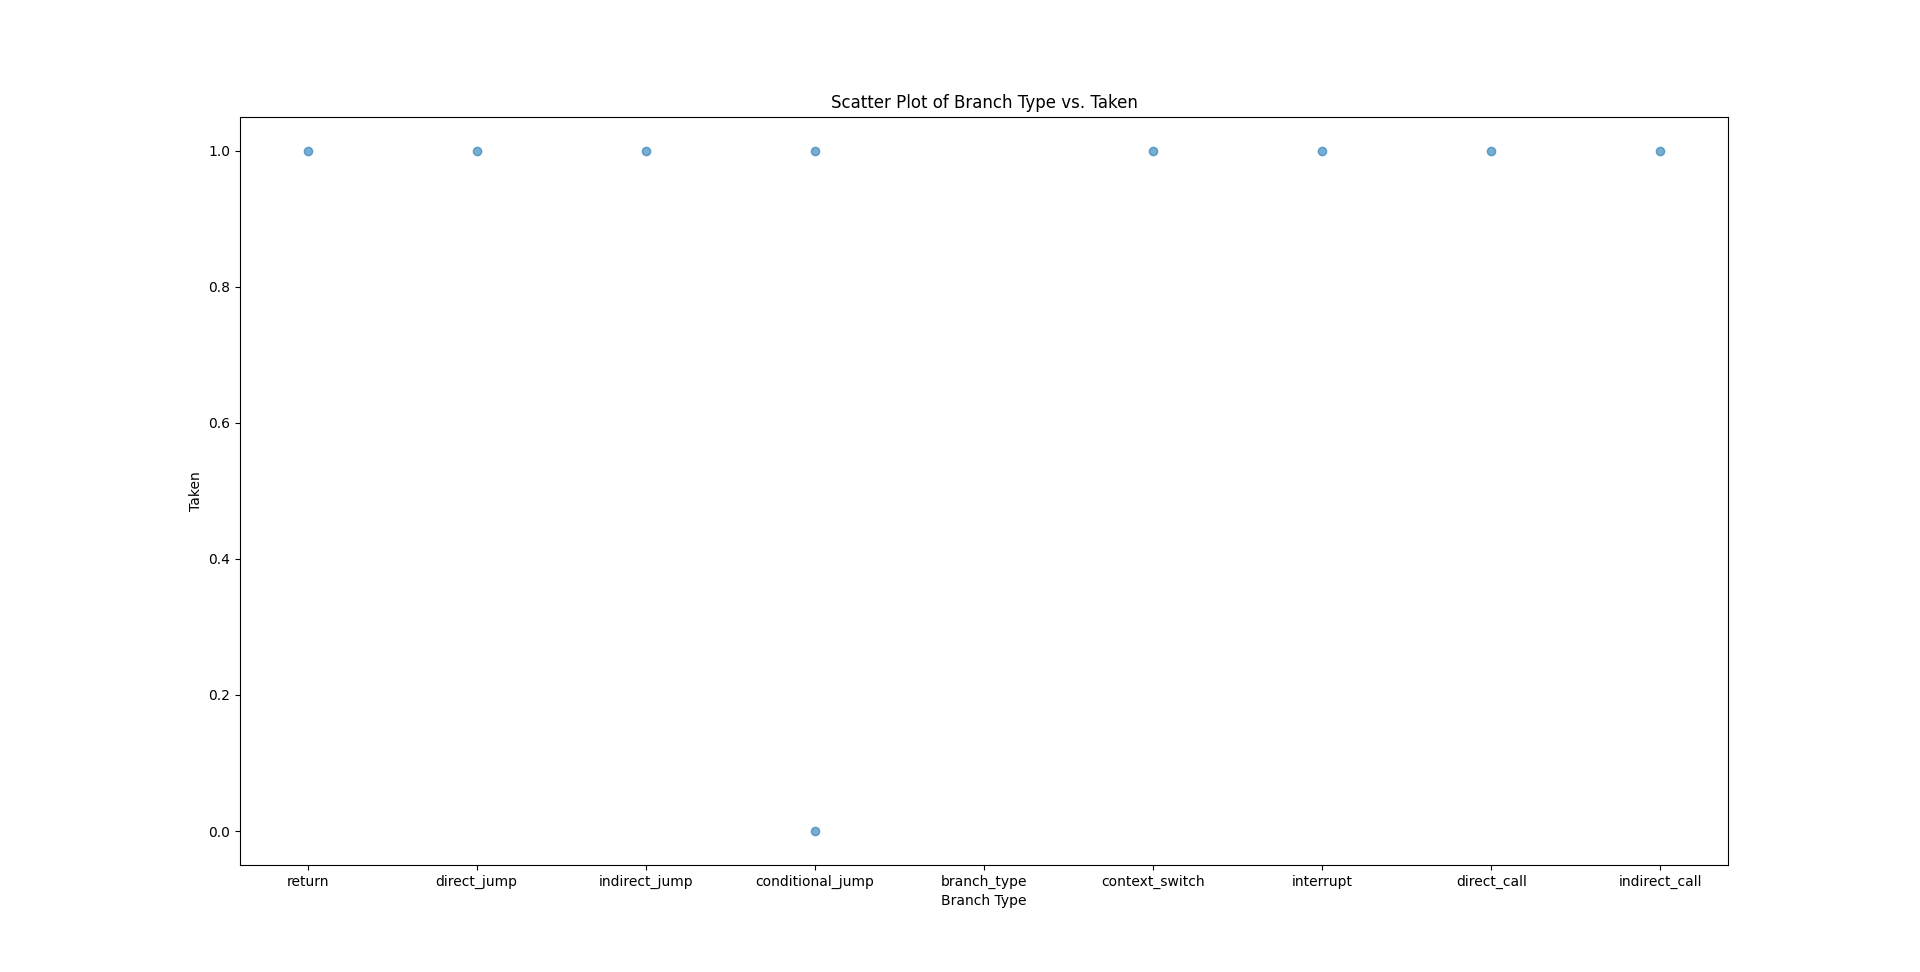 Scatter Plot of Branch Type vs. Taken
1.0
0.8
0.6
0.4
0.2
0.0
Taken
return direct_jump indirect_jump conditional_jump branch_type context_switch interrupt direct_call indirect_call
Branch Type